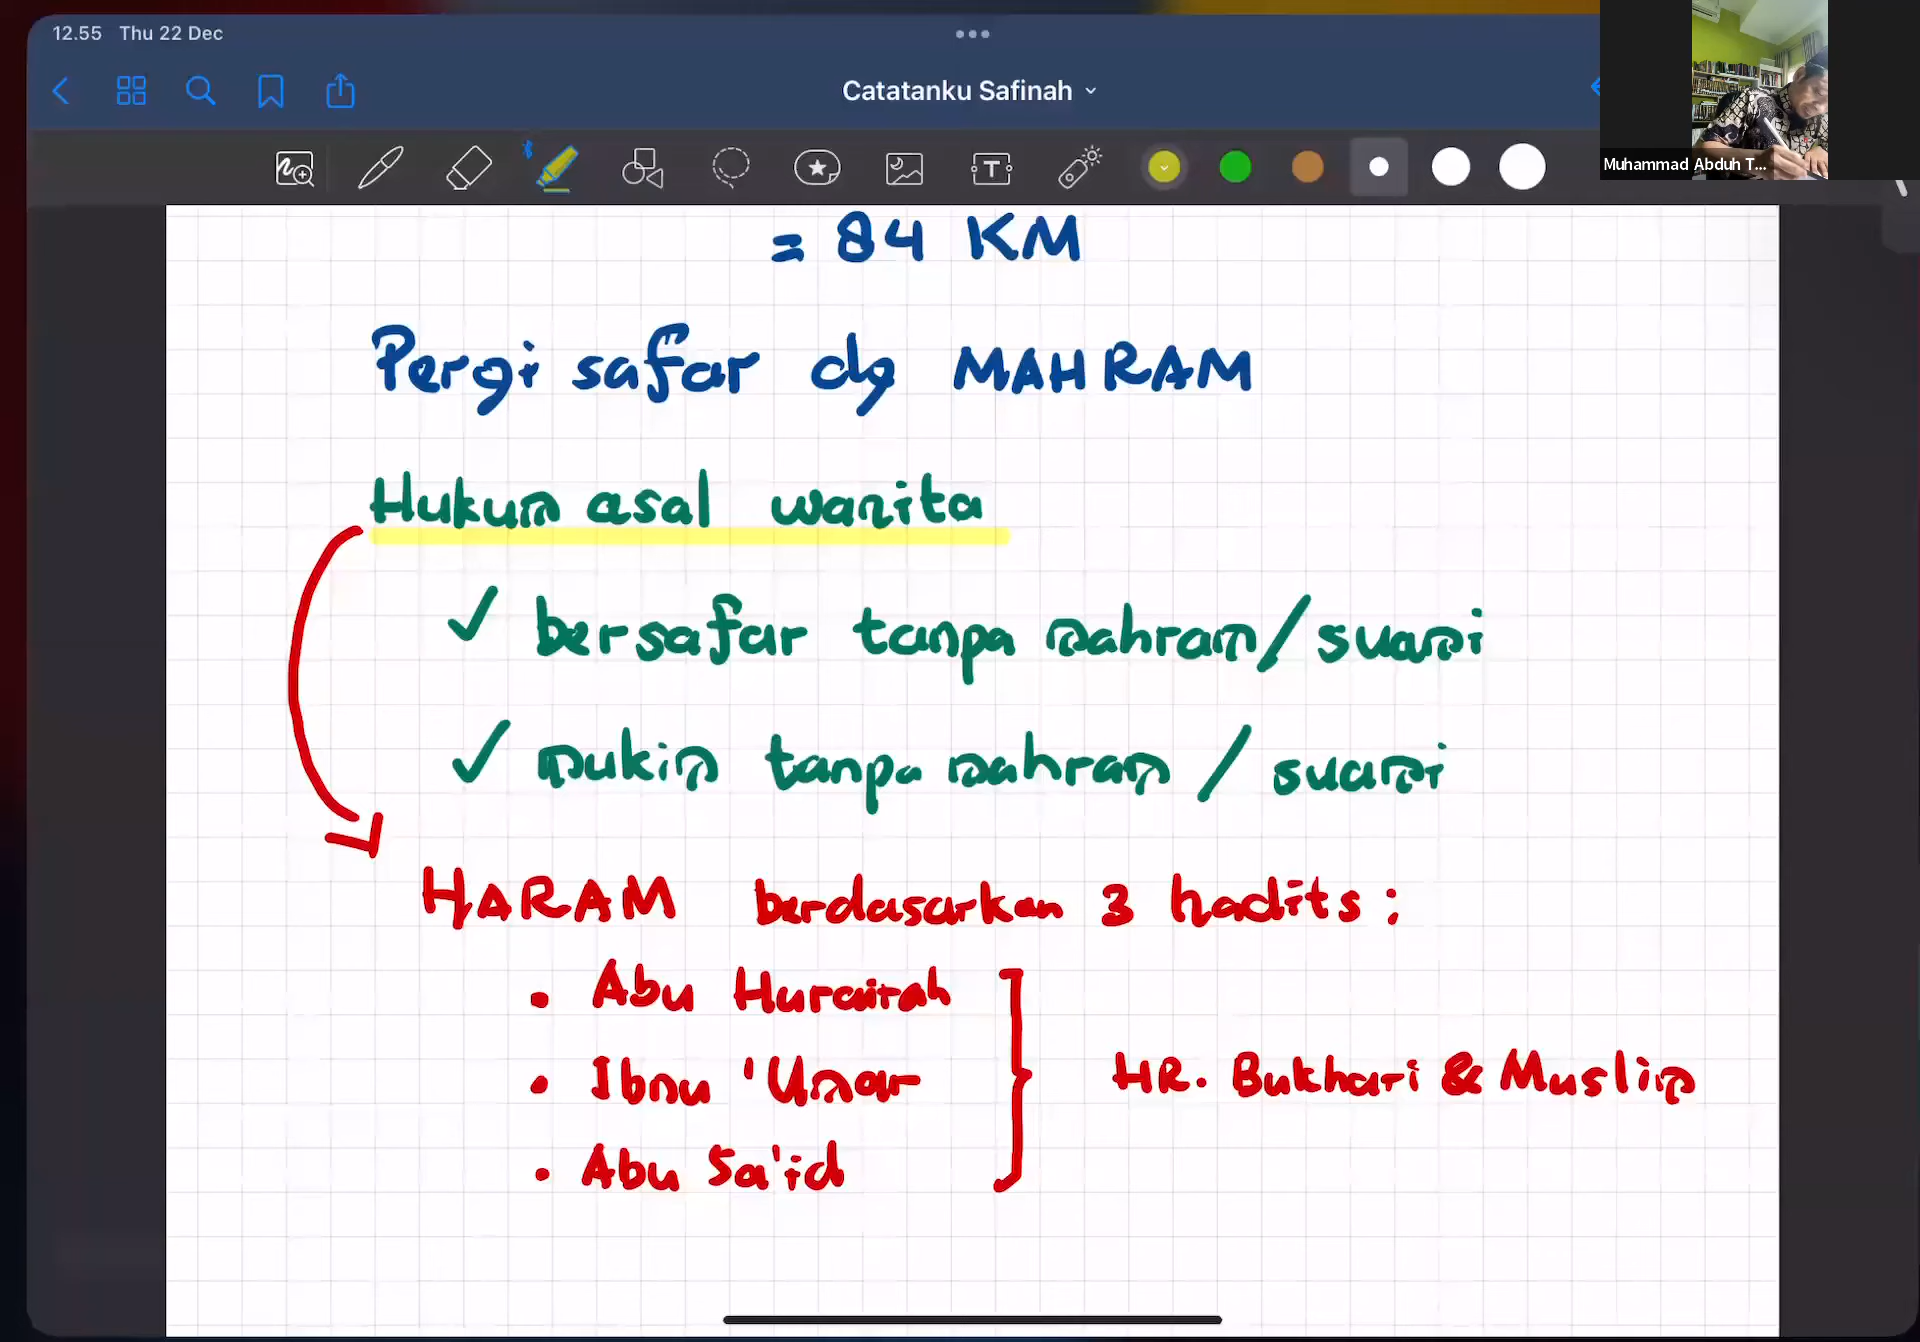 12.55 Thu 22 Dec
Catatanku Safinah
Muhammad Abduh T...
= 84 KM
Pergi safar dg MAHRAM
Hukum asal wanita
✓ bersafar tanpa mahram/suami
✓ mukim tanpa mahram / suami
HARAM berdasarkan 3 hadits :
• Abu Hurairah
• Ibnu 'Umar
• Abu Sa'id
HR. Bukhari & Muslim